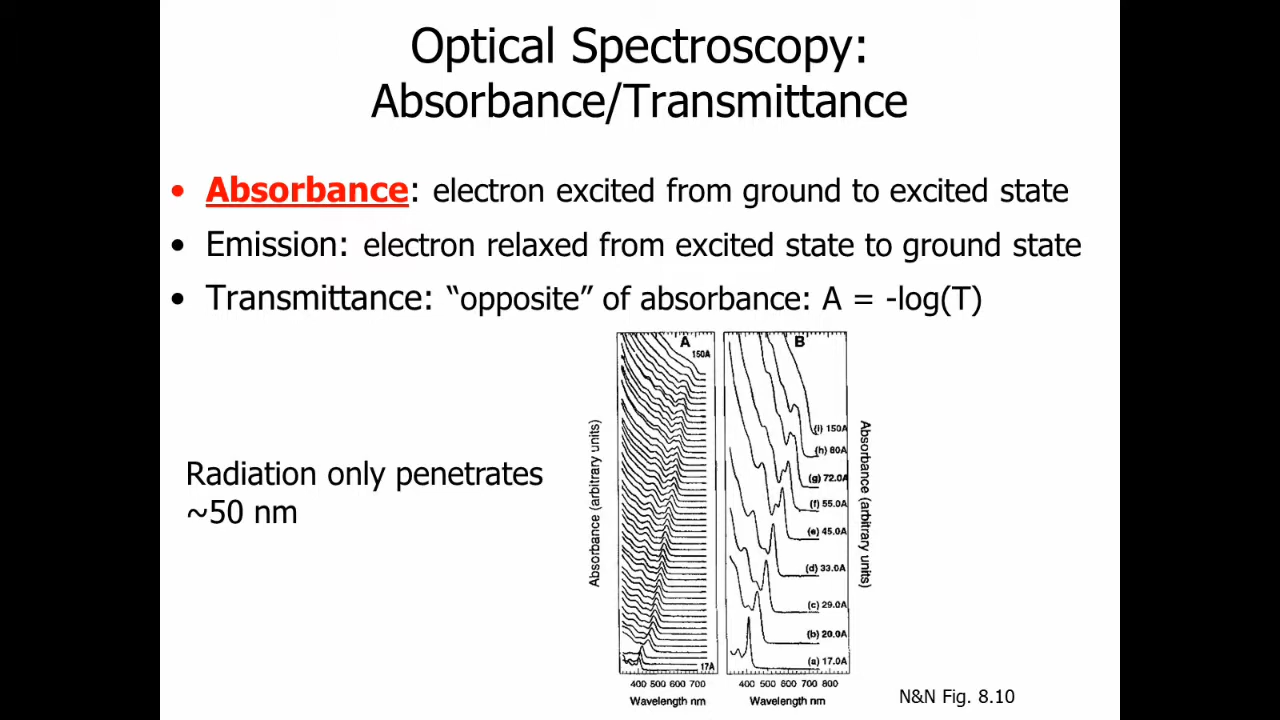 Optical Spectroscopy:
Absorbance/Transmittance
• Absorbance: electron excited from ground to excited state
• Emission: electron relaxed from excited state to ground state
• Transmittance: “opposite” of absorbance: A = -log(T)
Radiation only penetrates
~50 nm
Absorbance (arbitrary units)
A
150A
17A
400 500 600 700
Wavelength nm
B
(i) 150A
(h) 80A
(g) 72.0A
(f) 55.0A
(e) 45.0A
(d) 33.0A
(c) 29.0A
(b) 20.0A
(a) 17.0A
400 500 600 700 800
Wavelength nm
Absorbance (arbitrary units)
N&N Fig. 8.10